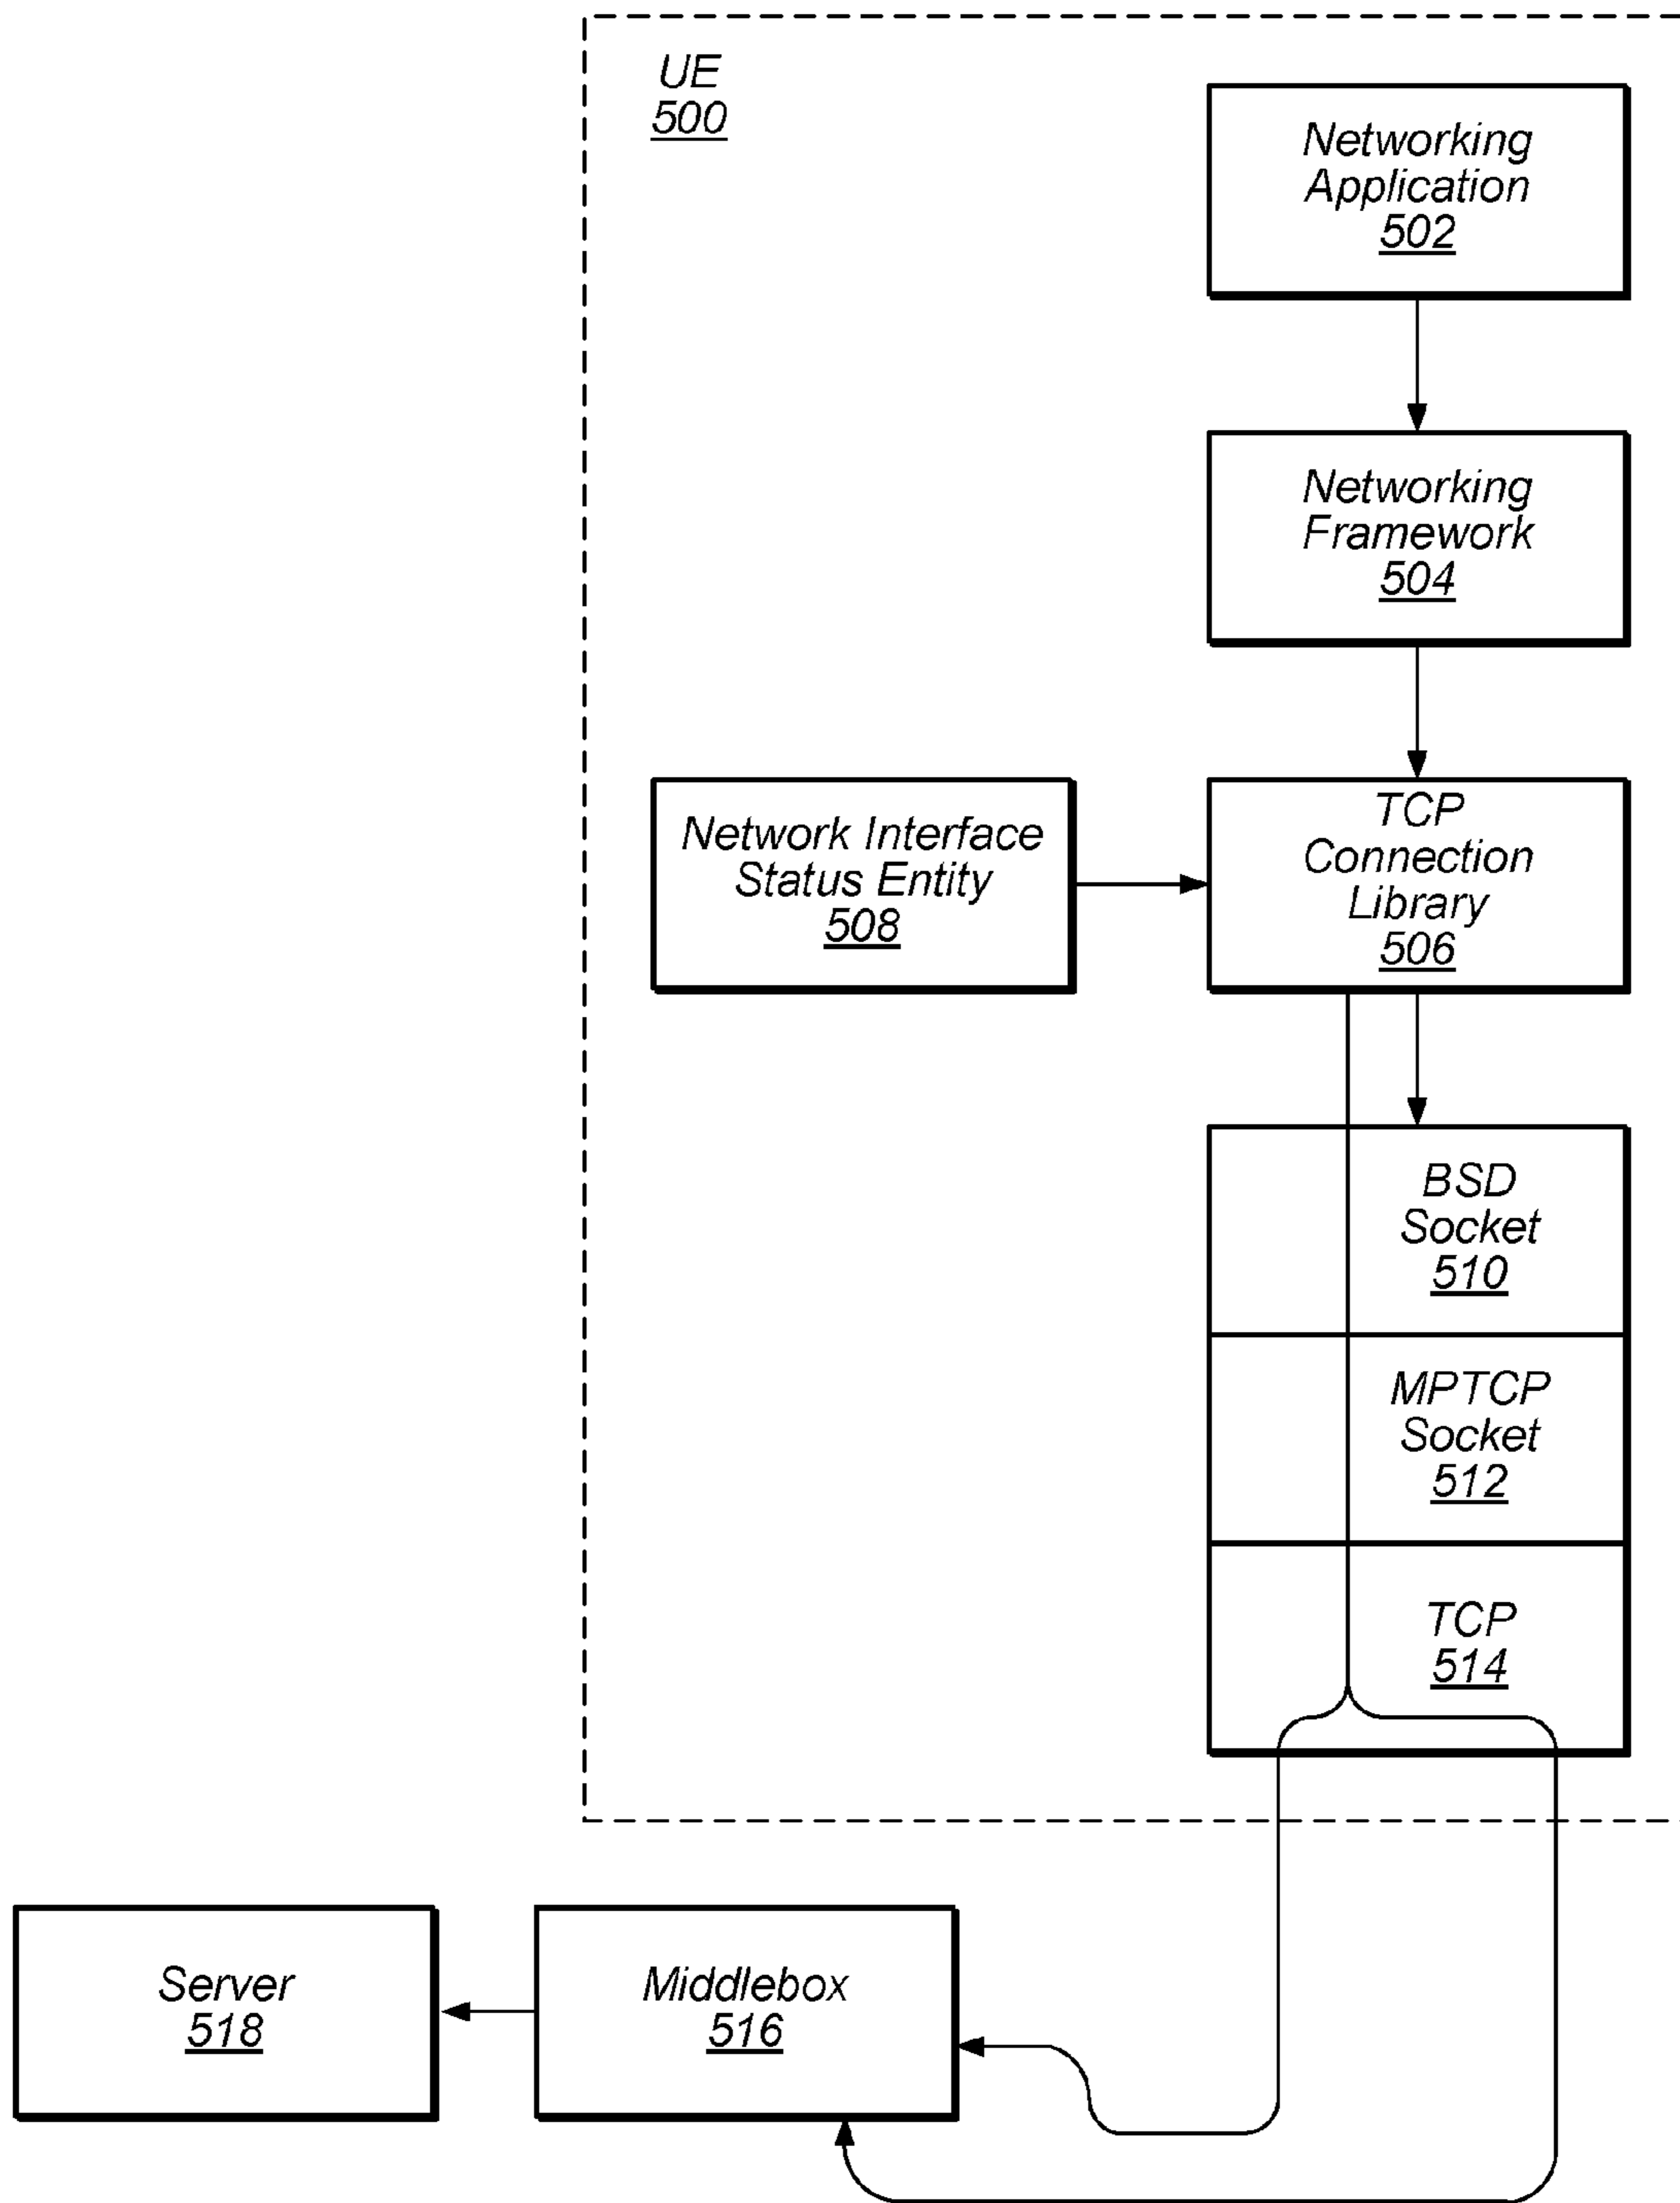 UE
500
Networking
Application
502
Networking
Framework
504
Network Interface
Status Entity
508
TCP
Connection
Library
506
BSD
Socket
510
MPTCP
Socket
512
TCP
514
Server
518
Middlebox
516